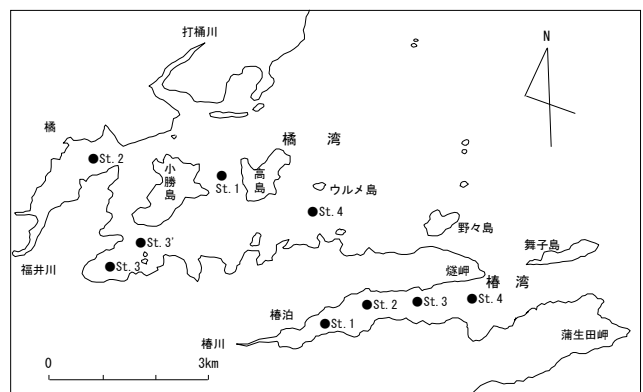 打樋川
N
橘
橘 湾
St.2
小勝島
St.1
高島
ウルメ島
St.4
St.3'
野々島
舞子島
福井川
St.3
燧岬
椿 湾
椿泊
St.2
St.3
St.4
St.1
椿川
蒲生田岬
0
3km